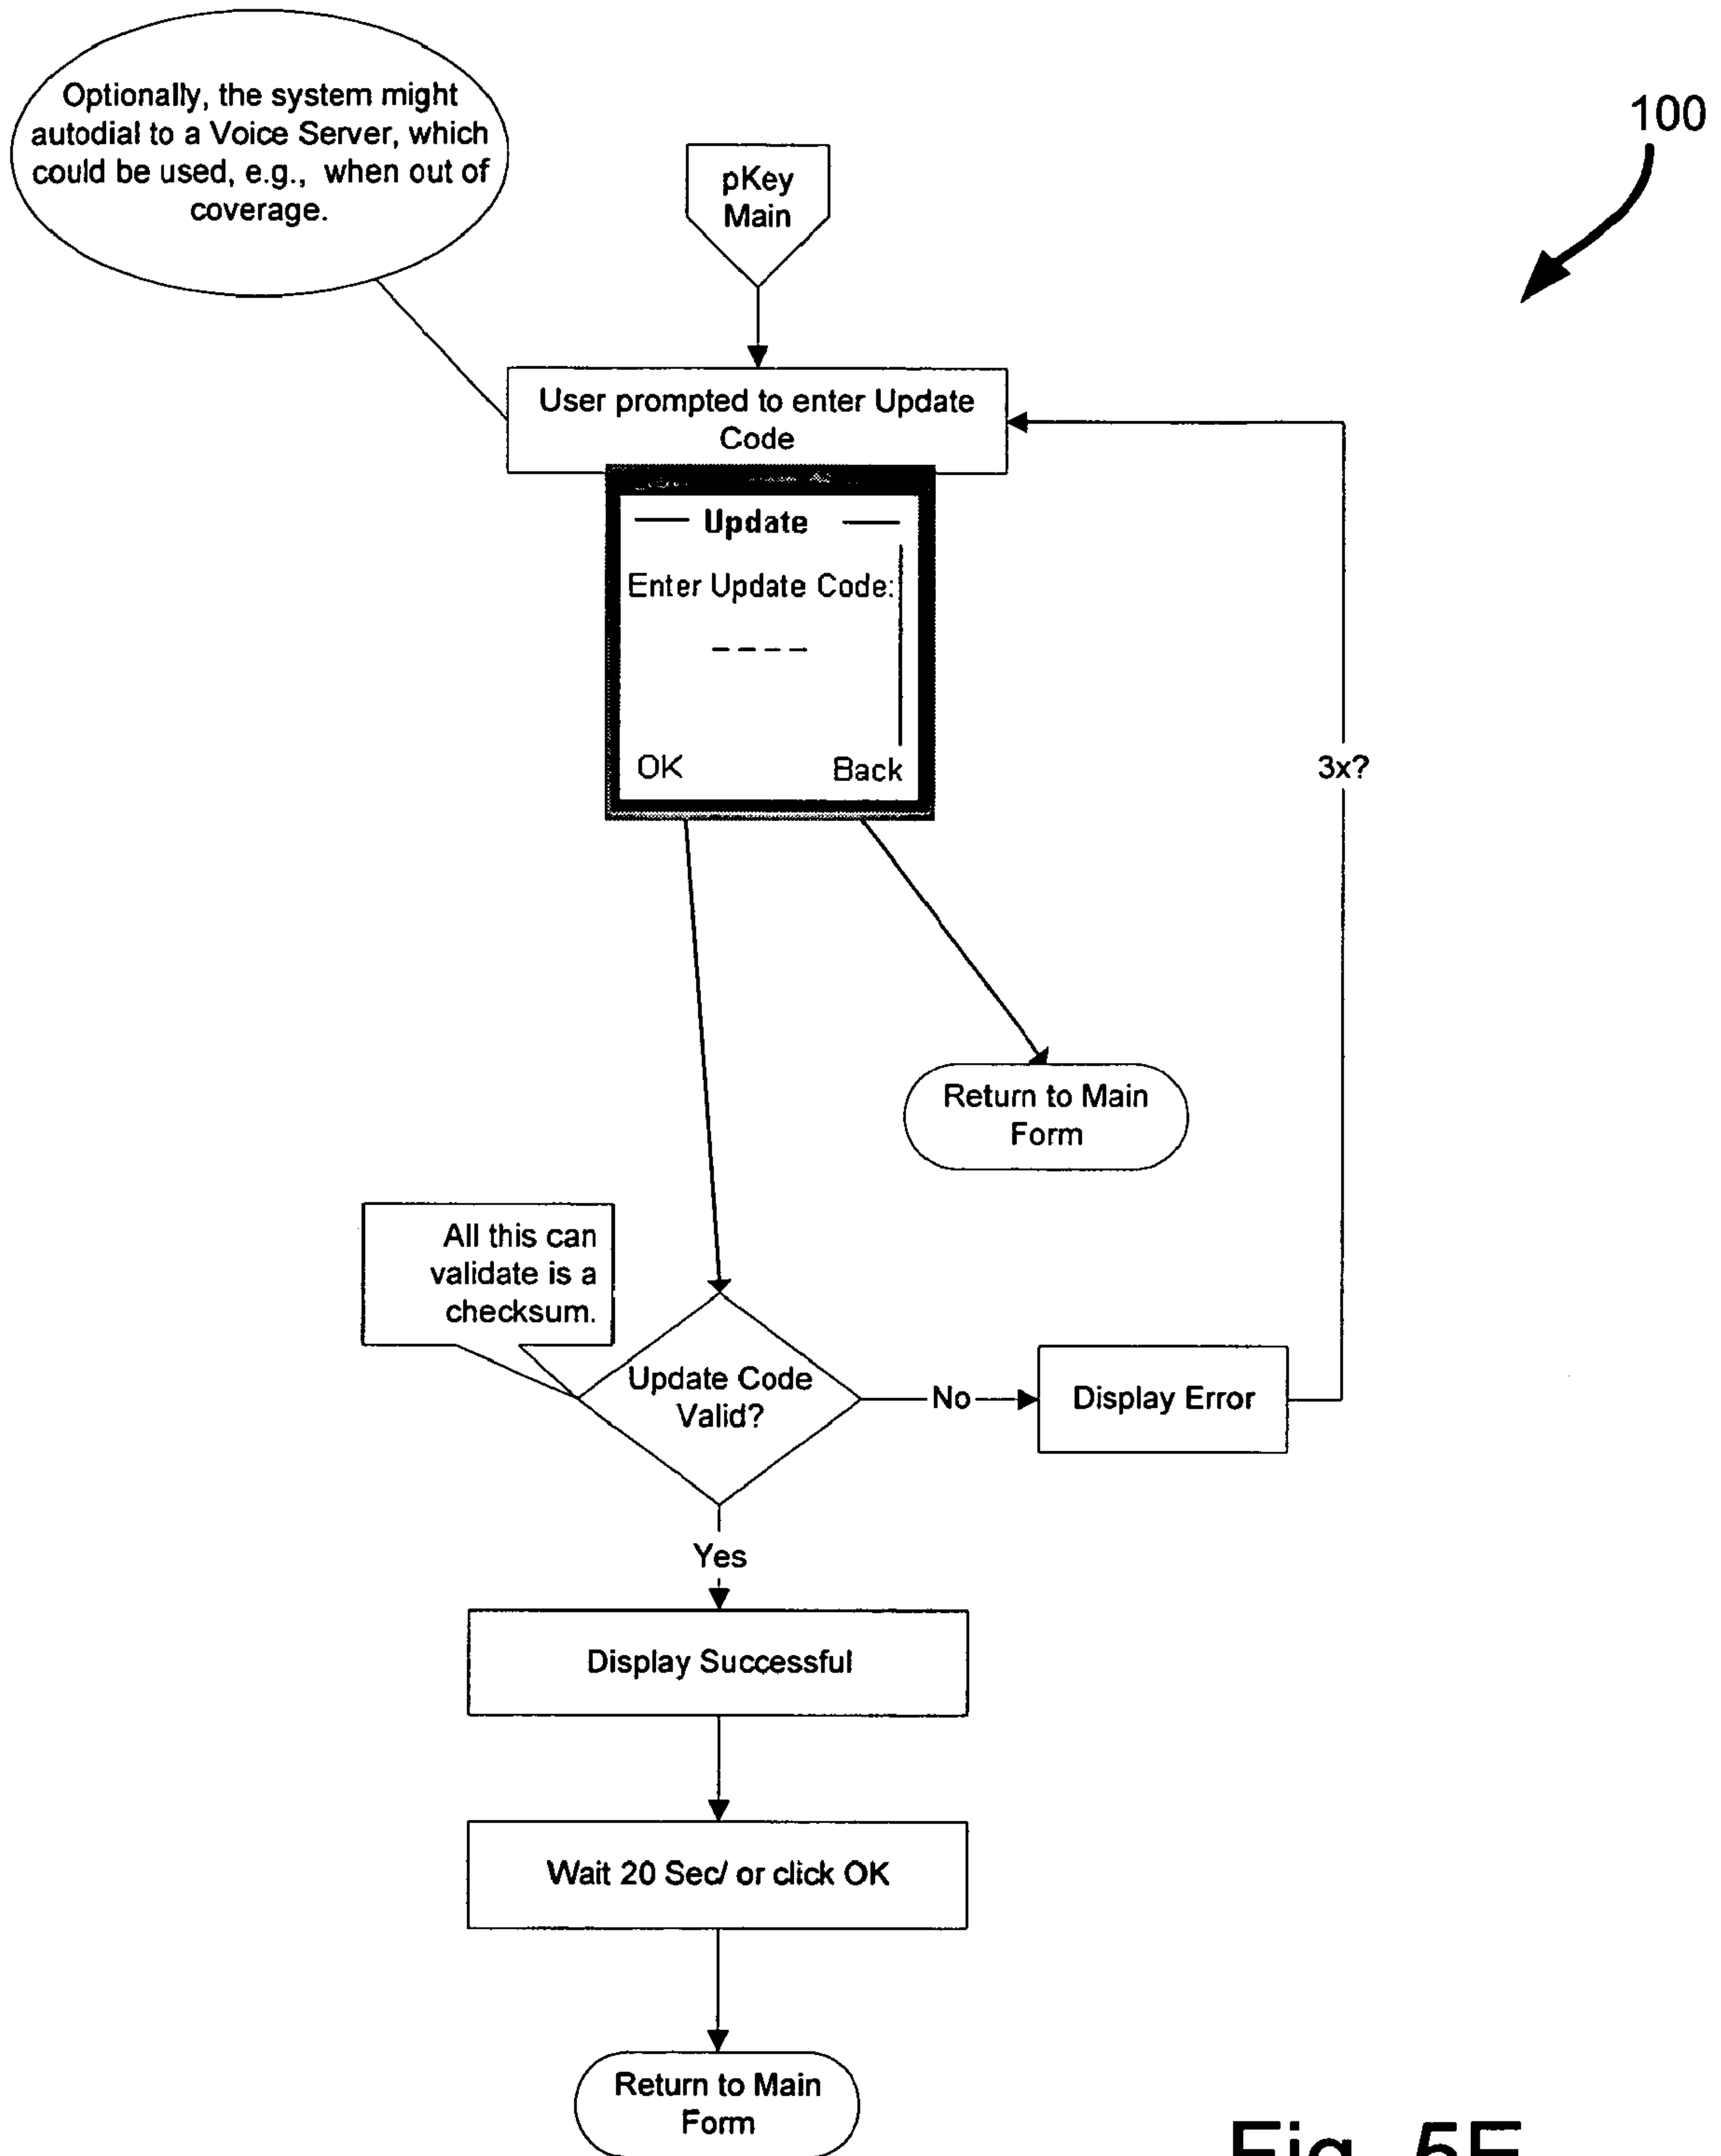 Optionally, the system might
autodial to a Voice Server, which
could be used, e.g., when out of
coverage.
100
pKey
Main
User prompted to enter Update
Code
Update
Enter Update Code:
----
OK
Back
3x?
Return to Main
Form
All this can
validate is a
checksum.
Update Code
Valid?
No
Display Error
Yes
Display Successful
Wait 20 Sec/ or click OK
Return to Main
Form
Fig. 5E